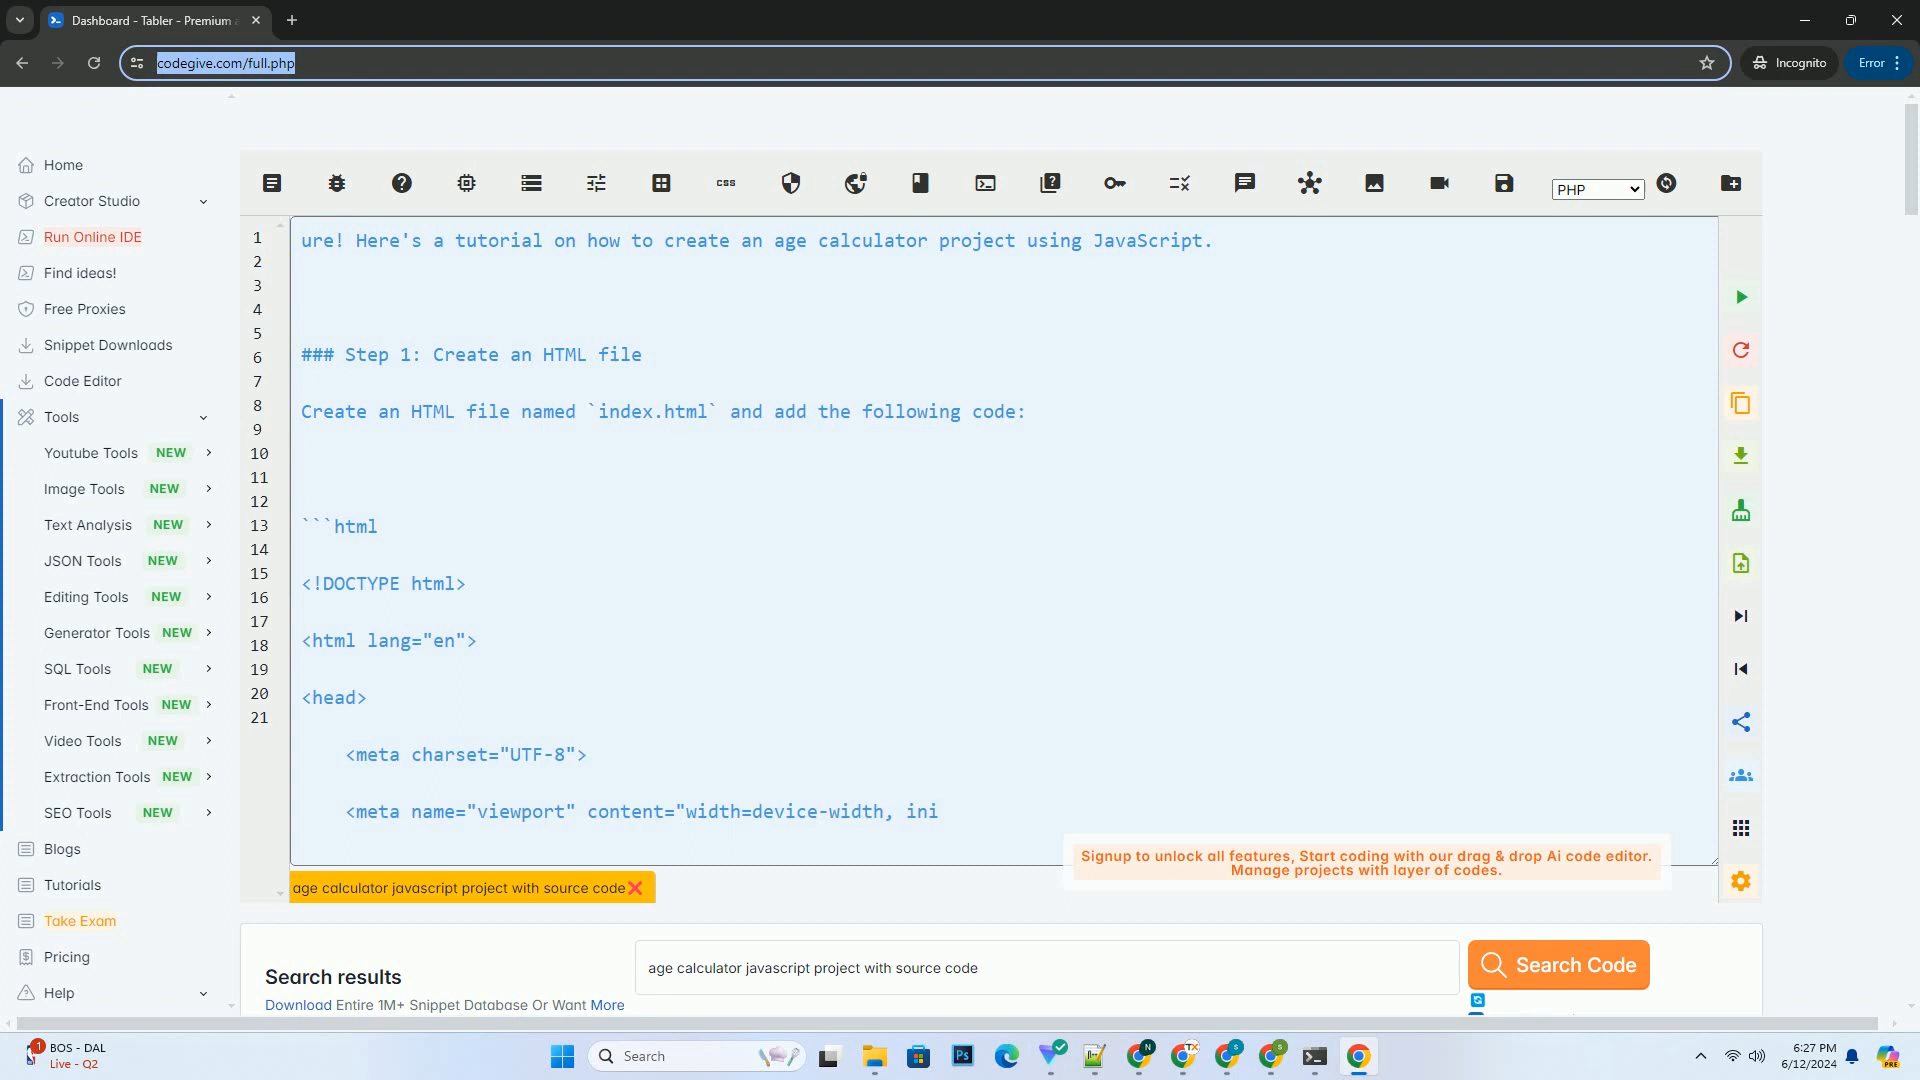 Dashboard - Tabler - Premium
codegive.com/full.php
Incognito
Error
Home
Creator Studio
Run Online IDE
Find ideas!
Free Proxies
Snippet Downloads
Code Editor
Tools
Youtube Tools NEW
Image Tools NEW
Text Analysis NEW
JSON Tools NEW
Editing Tools NEW
Generator Tools NEW
SQL Tools NEW
Front-End Tools NEW
Video Tools NEW
Extraction Tools NEW
SEO Tools NEW
Blogs
Tutorials
Take Exam
Pricing
Help
CSS
PHP
1
2
3
4
5
6
7
8
9
10
11
12
13
14
15
16
17
18
19
20
21
ure! Here's a tutorial on how to create an age calculator project using JavaScript.
### Step 1: Create an HTML file
Create an HTML file named `index.html` and add the following code:
```html
<!DOCTYPE html>
<html lang="en">
<head>
<meta charset="UTF-8">
<meta name="viewport" content="width=device-width, ini
Signup to unlock all features, Start coding with our drag & drop Ai code editor.
Manage projects with layer of codes.
age calculator javascript project with source code
Search results
Download Entire 1M+ Snippet Database Or Want More
age calculator javascript project with source code
Search Code
1
BOS - DAL
Live - Q2
Search
Ps
N
TX
S
S
PRE
6:27 PM
6/12/2024